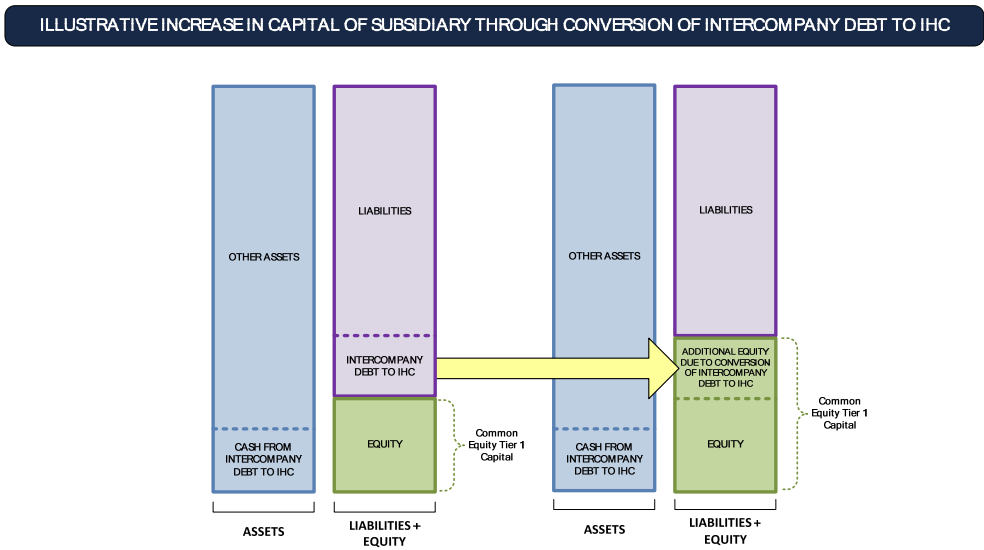 ILLUSTRATIVE INCREASE IN CAPITAL OF SUBSIDIARY THROUGH CONVERSION OF INTERCOMPANY DEBT TO IHC
OTHER ASSETS
CASH FROM
INTERCOMPANY
DEBT TO IHC
ASSETS
LIABILITIES
INTERCOMPANY
DEBT TO IHC
EQUITY
LIABILITIES +
EQUITY
Common
Equity Tier 1
Capital
OTHER ASSETS
CASH FROM
INTERCOMPANY
DEBT TO IHC
ASSETS
LIABILITIES
ADDITIONAL EQUITY
DUE TO CONVERSION
OF INTERCOMPANY
DEBT TO IHC
EQUITY
LIABILITIES +
EQUITY
Common
Equity Tier 1
Capital